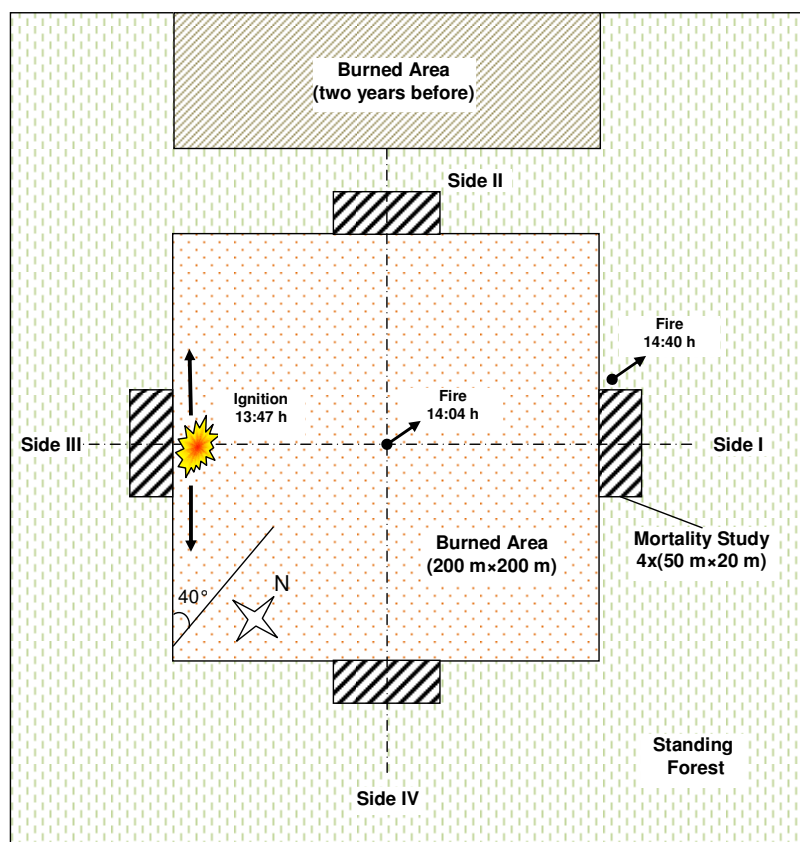 Burned Area
(two years before)
Side II
Fire
14:40 h
Ignition
13:47 h
Fire
14:04 h
Side III
Side I
Burned Area
(200 m×200 m)
Mortality Study
4x(50 m×20 m)
40°
N
Standing
Forest
Side IV